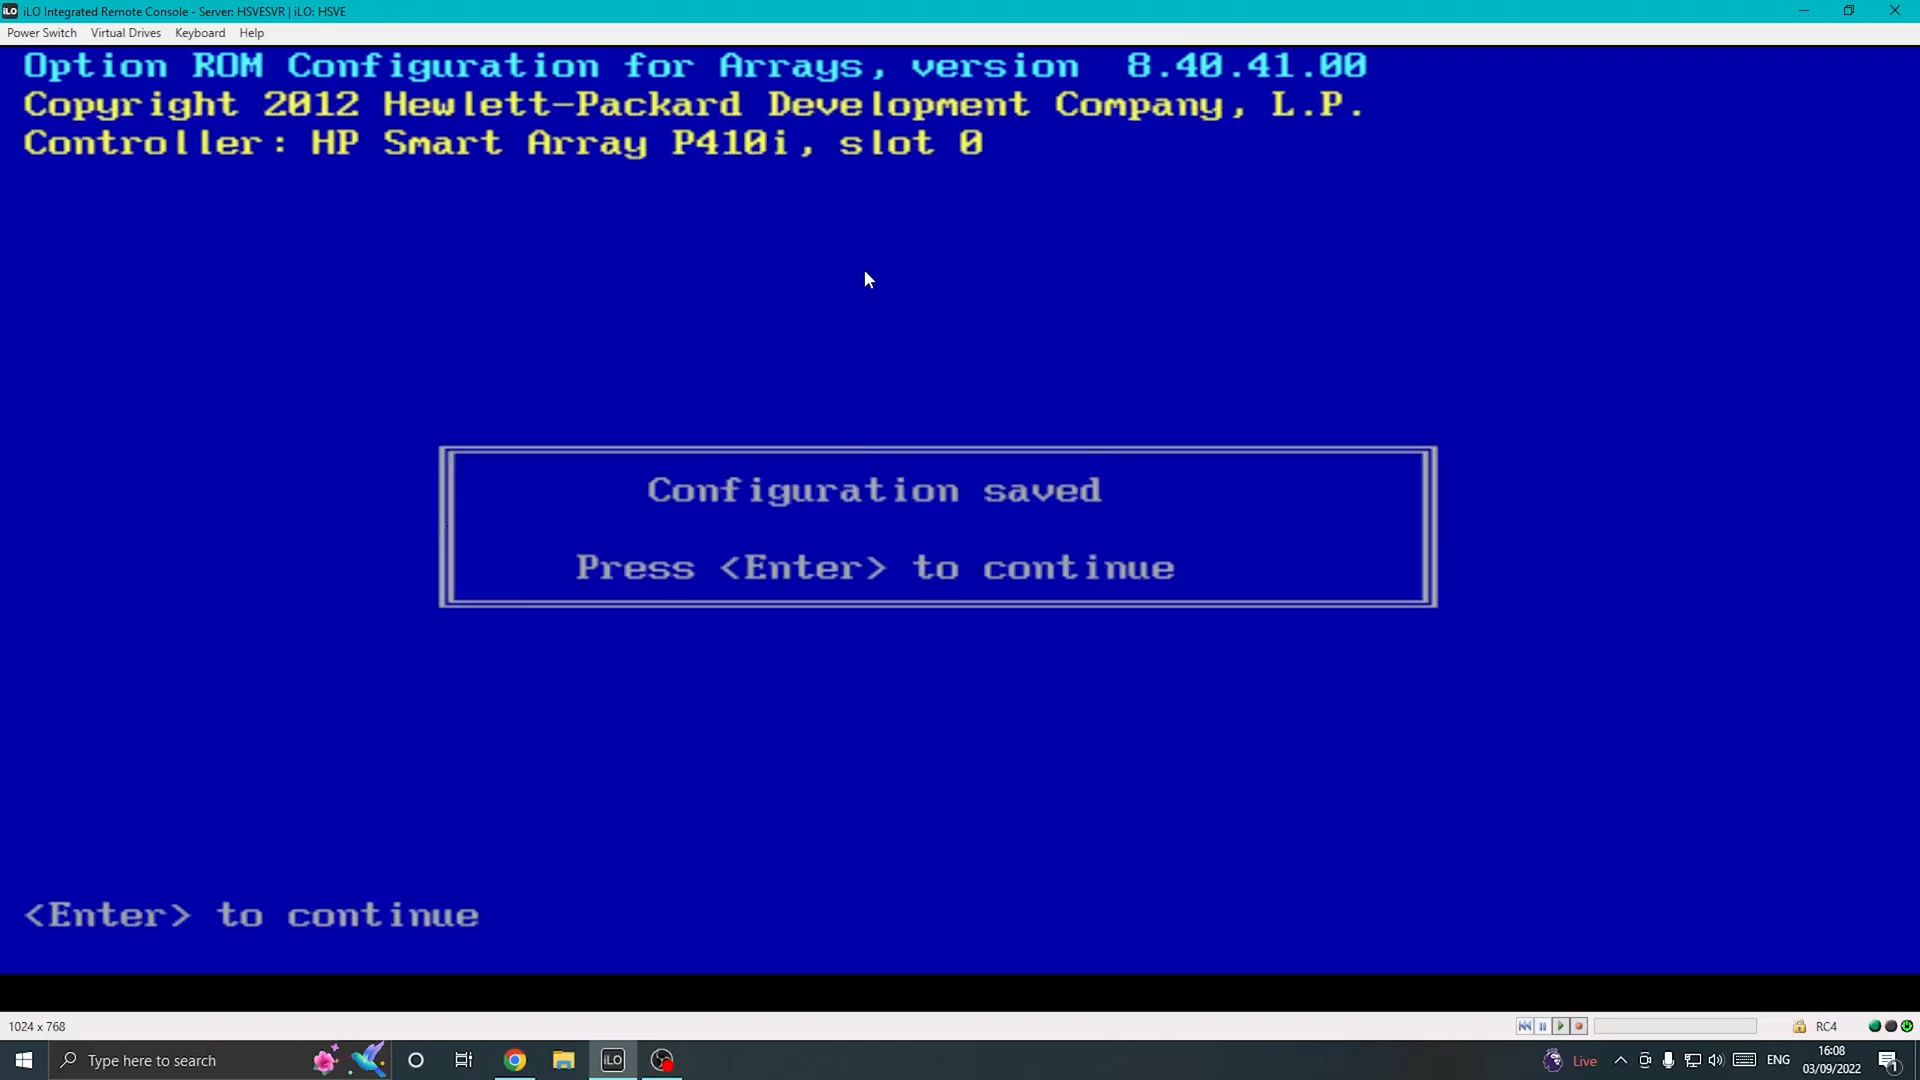 iLO iLO Integrated Remote Console - Server: HSVESVR | iLO: HSVE
Power Switch Virtual Drives Keyboard Help
Option ROM Configuration for Arrays, version 8.40.41.00
Copyright 2012 Hewlett-Packard Development Company, L.P.
Controller: HP Smart Array P410i, slot 0
Configuration saved
Press <Enter> to continue
<Enter> to continue
1024 x 768
RC4
Type here to search
iLO
Live
ENG
16:08
03/09/2022
1